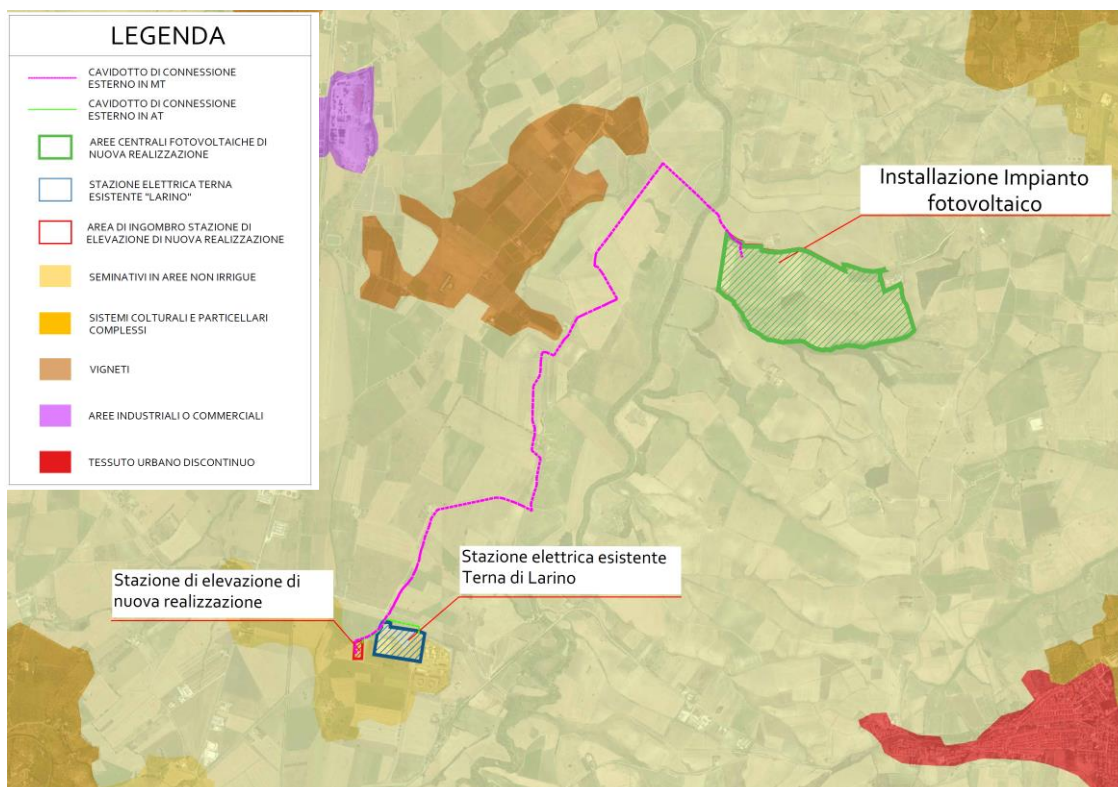 LEGENDA
CAVIDOTTO DI CONNESSIONE
ESTERNO IN MT
CAVIDOTTO DI CONNESSIONE
ESTERNO IN AT
AREE CENTRALI FOTOVOLTAICHE DI
NUOVA REALIZZAZIONE
STAZIONE ELETTRICA TERNA
ESISTENTE "LARINO"
AREA DI INGOMBRO STAZIONE DI
ELEVAZIONE DI NUOVA REALIZZAZIONE
SEMINATIVI IN AREE NON IRRIGUE
SISTEMI COLTURALI E PARTICELLARI
COMPLESSI
VIGNETI
AREE INDUSTRIALI O COMMERCIALI
TESSUTO URBANO DISCONTINUO
Installazione Impianto
fotovoltaico
Stazione elettrica esistente
Terna di Larino
Stazione di elevazione di
nuova realizzazione